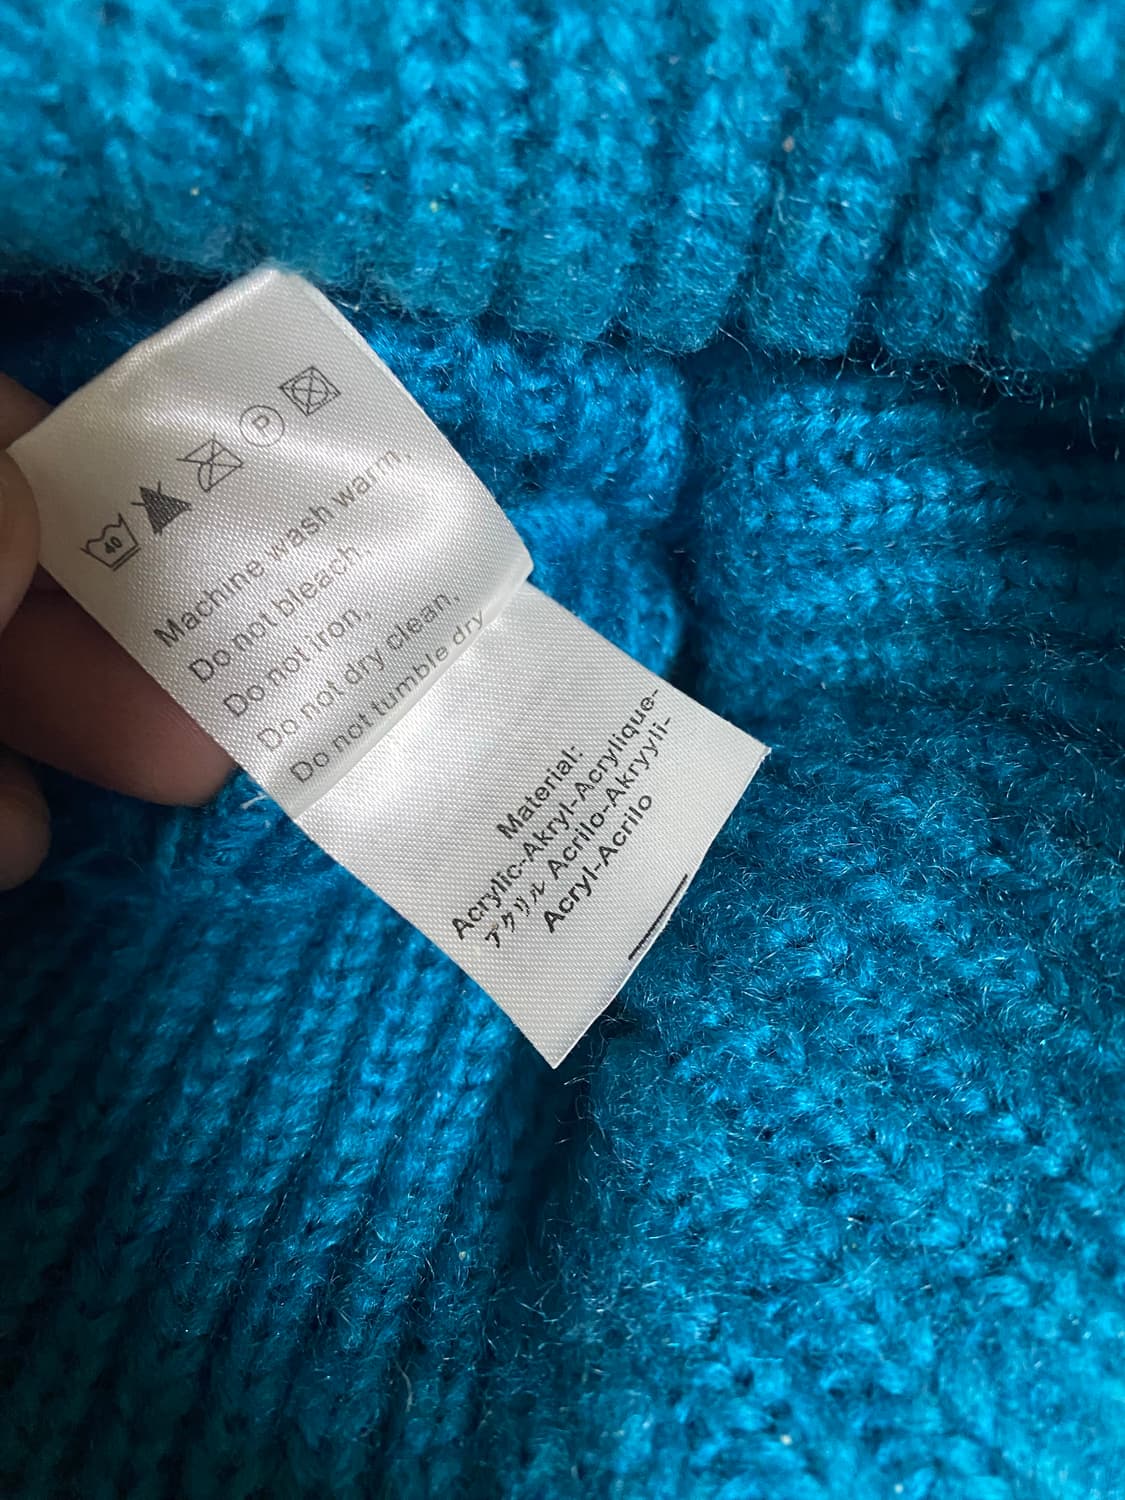 40
P
Machine wash warm,
Do not bleach,
Do not iron,
Do not dry clean,
Do not tumble dry
Material:
Acrylic-Akryl-Acrylique-
アクリル Acrilo-Akryyli-
Acryl-Acrilo